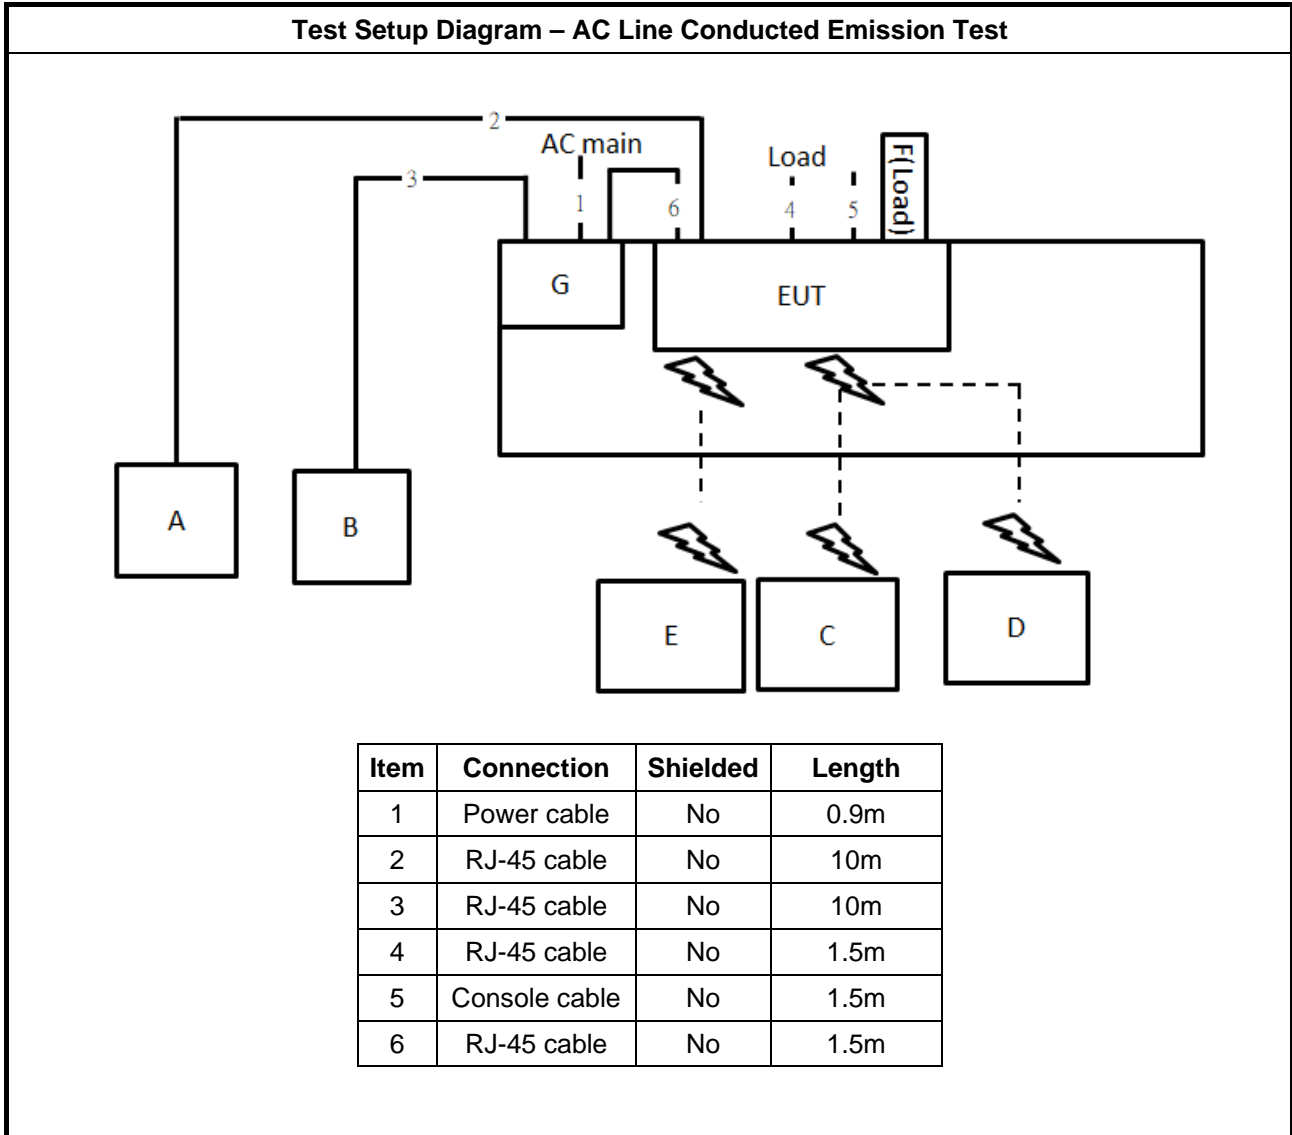 Test Setup Diagram – AC Line Conducted Emission Test
2
AC main
Load
F(Load)
3
1
6
4
5
G
EUT
A
B
E
C
D
Item Connection Shielded Length
1 Power cable No 0.9m
2 RJ-45 cable No 10m
3 RJ-45 cable No 10m
4 RJ-45 cable No 1.5m
5 Console cable No 1.5m
6 RJ-45 cable No 1.5m